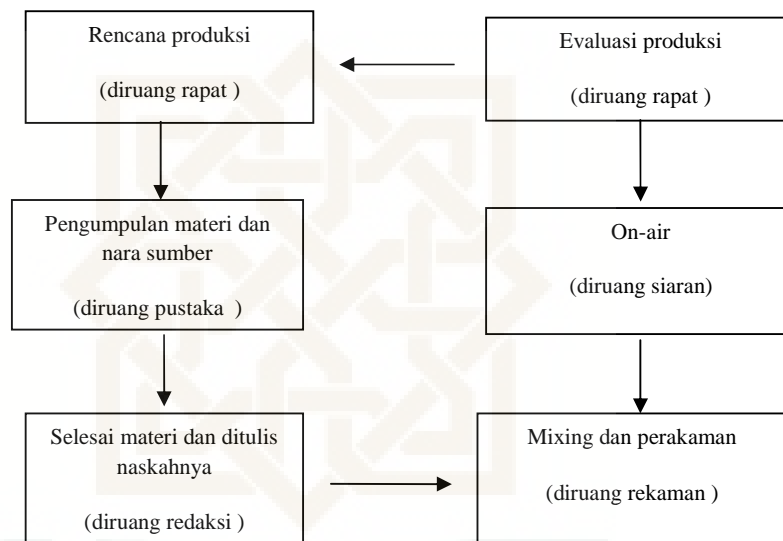 Rencana produksi
(diruang rapat )
Evaluasi produksi
(diruang rapat )
Pengumpulan materi dan
nara sumber
(diruang pustaka  )
On-air
(diruang siaran)
Selesai materi dan ditulis
naskahnya
(diruang redaksi )
Mixing dan perakaman
(diruang rekaman )